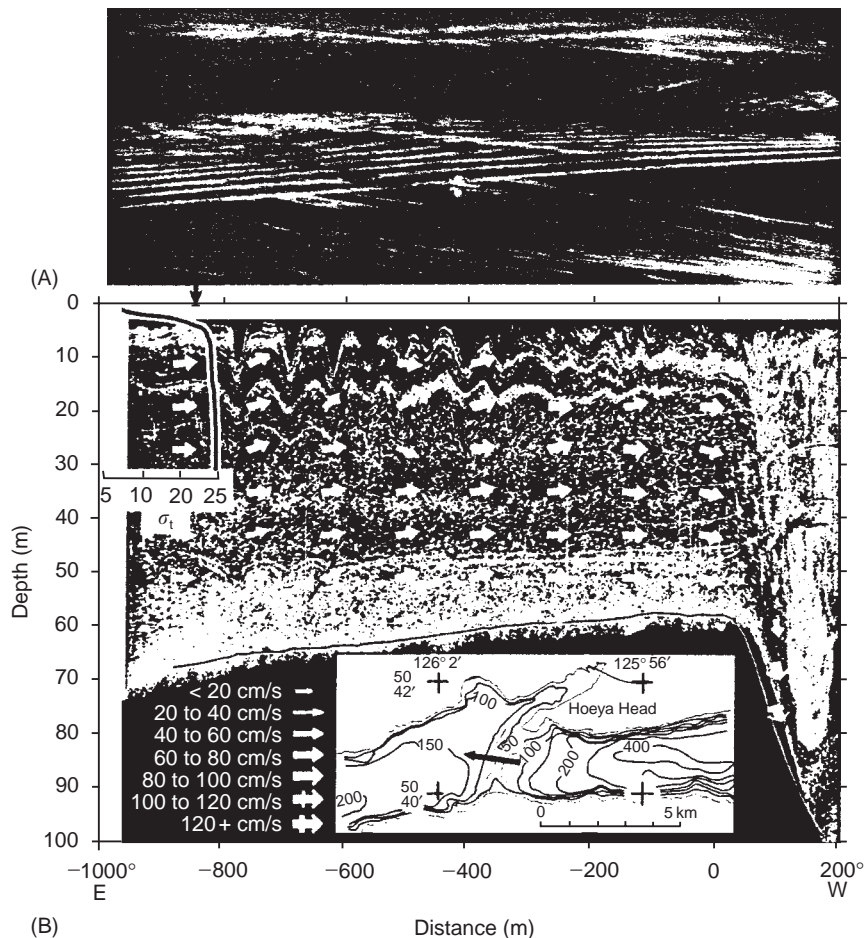 (A)
0
10
20
30
40
50
60
70
80
90
100
Depth (m)
5 10 20 25
σt
< 20 cm/s
20 to 40 cm/s
40 to 60 cm/s
60 to 80 cm/s
80 to 100 cm/s
100 to 120 cm/s
120+ cm/s
126° 2′
125° 56′
50
42′
100
Hoeya Head
150
50
100
200
400
50
40′
200
0 5 km
−1000° −800 −600 −400 −200 0 200°
E W
(B)
Distance (m)